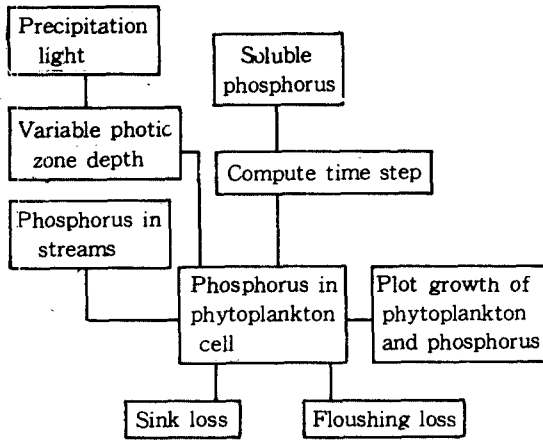 Precipitation
light
Soluble
phosphorus
Variable photic
zone depth
Compute time step
Phosphorus in
streams
Phosphorus in
phytoplankton
cell
Plot growth of
phytoplankton
and phosphorus
Sink loss
Floushing loss